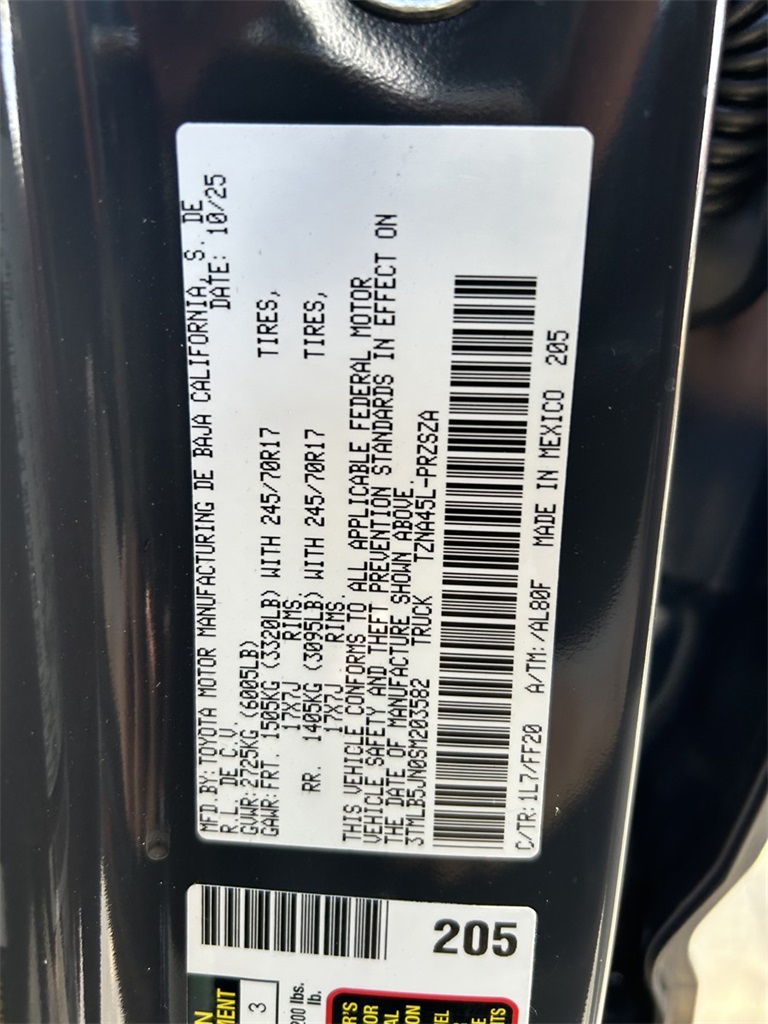 MFD.BY:TOYOTA MOTOR MANUFACTURING DE BAJA CALIFORNIA, S. DE
R.L. DE C.V. DATE: 10/25
GVWR:2725KG (6005LB)
GAWR:FRT. 1505KG (3320LB) WITH 245/70R17 TIRES,
17X7J RIMS
RR. 1405KG (3095LB) WITH 245/70R17 TIRES,
17X7J RIMS.
THIS VEHICLE CONFORMS TO ALL APPLICABLE FEDERAL MOTOR
VEHICLE SAFETY AND THEFT PREVENTION STANDARDS IN EFFECT ON
THE DATE OF MANUFACTURE SHOWN ABOVE.
3TMLB5JN0SM203582 TRUCK TZNA45L-PRZSZA
C/TR:1L7/FF20 A/TM:/AL80F MADE IN MEXICO 205
205
3
200 lbs.
lb.